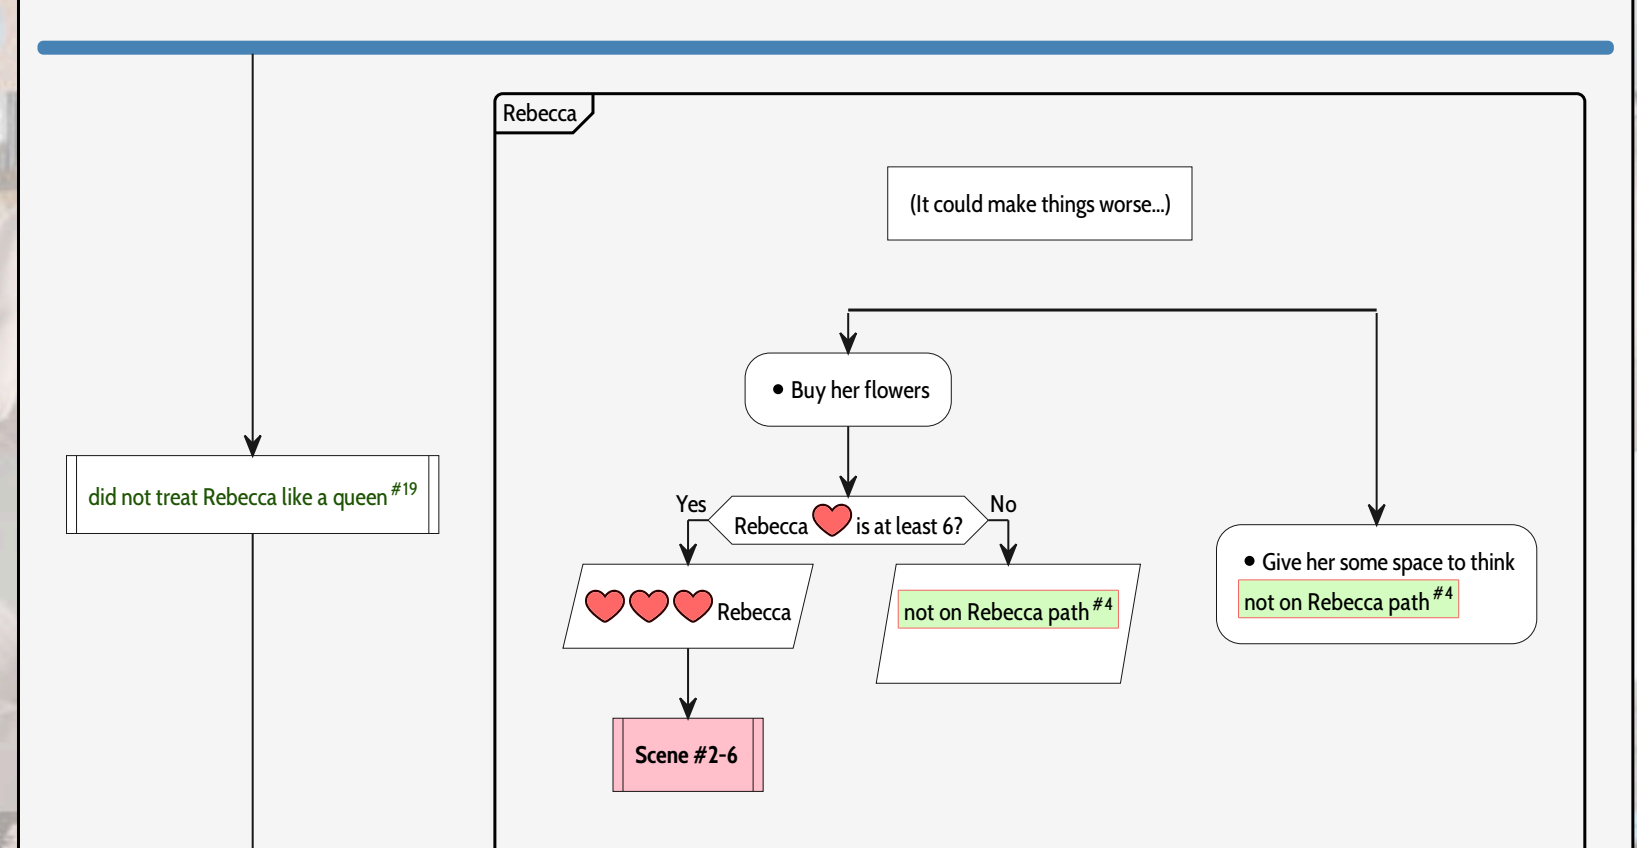 Rebecca
(It could make things worse...)
• Buy her flowers
did not treat Rebecca like a queen #19
Yes
Rebecca ❤ is at least 6?
No
• Give her some space to think
not on Rebecca path #4
❤❤❤ Rebecca
not on Rebecca path #4
Scene #2-6